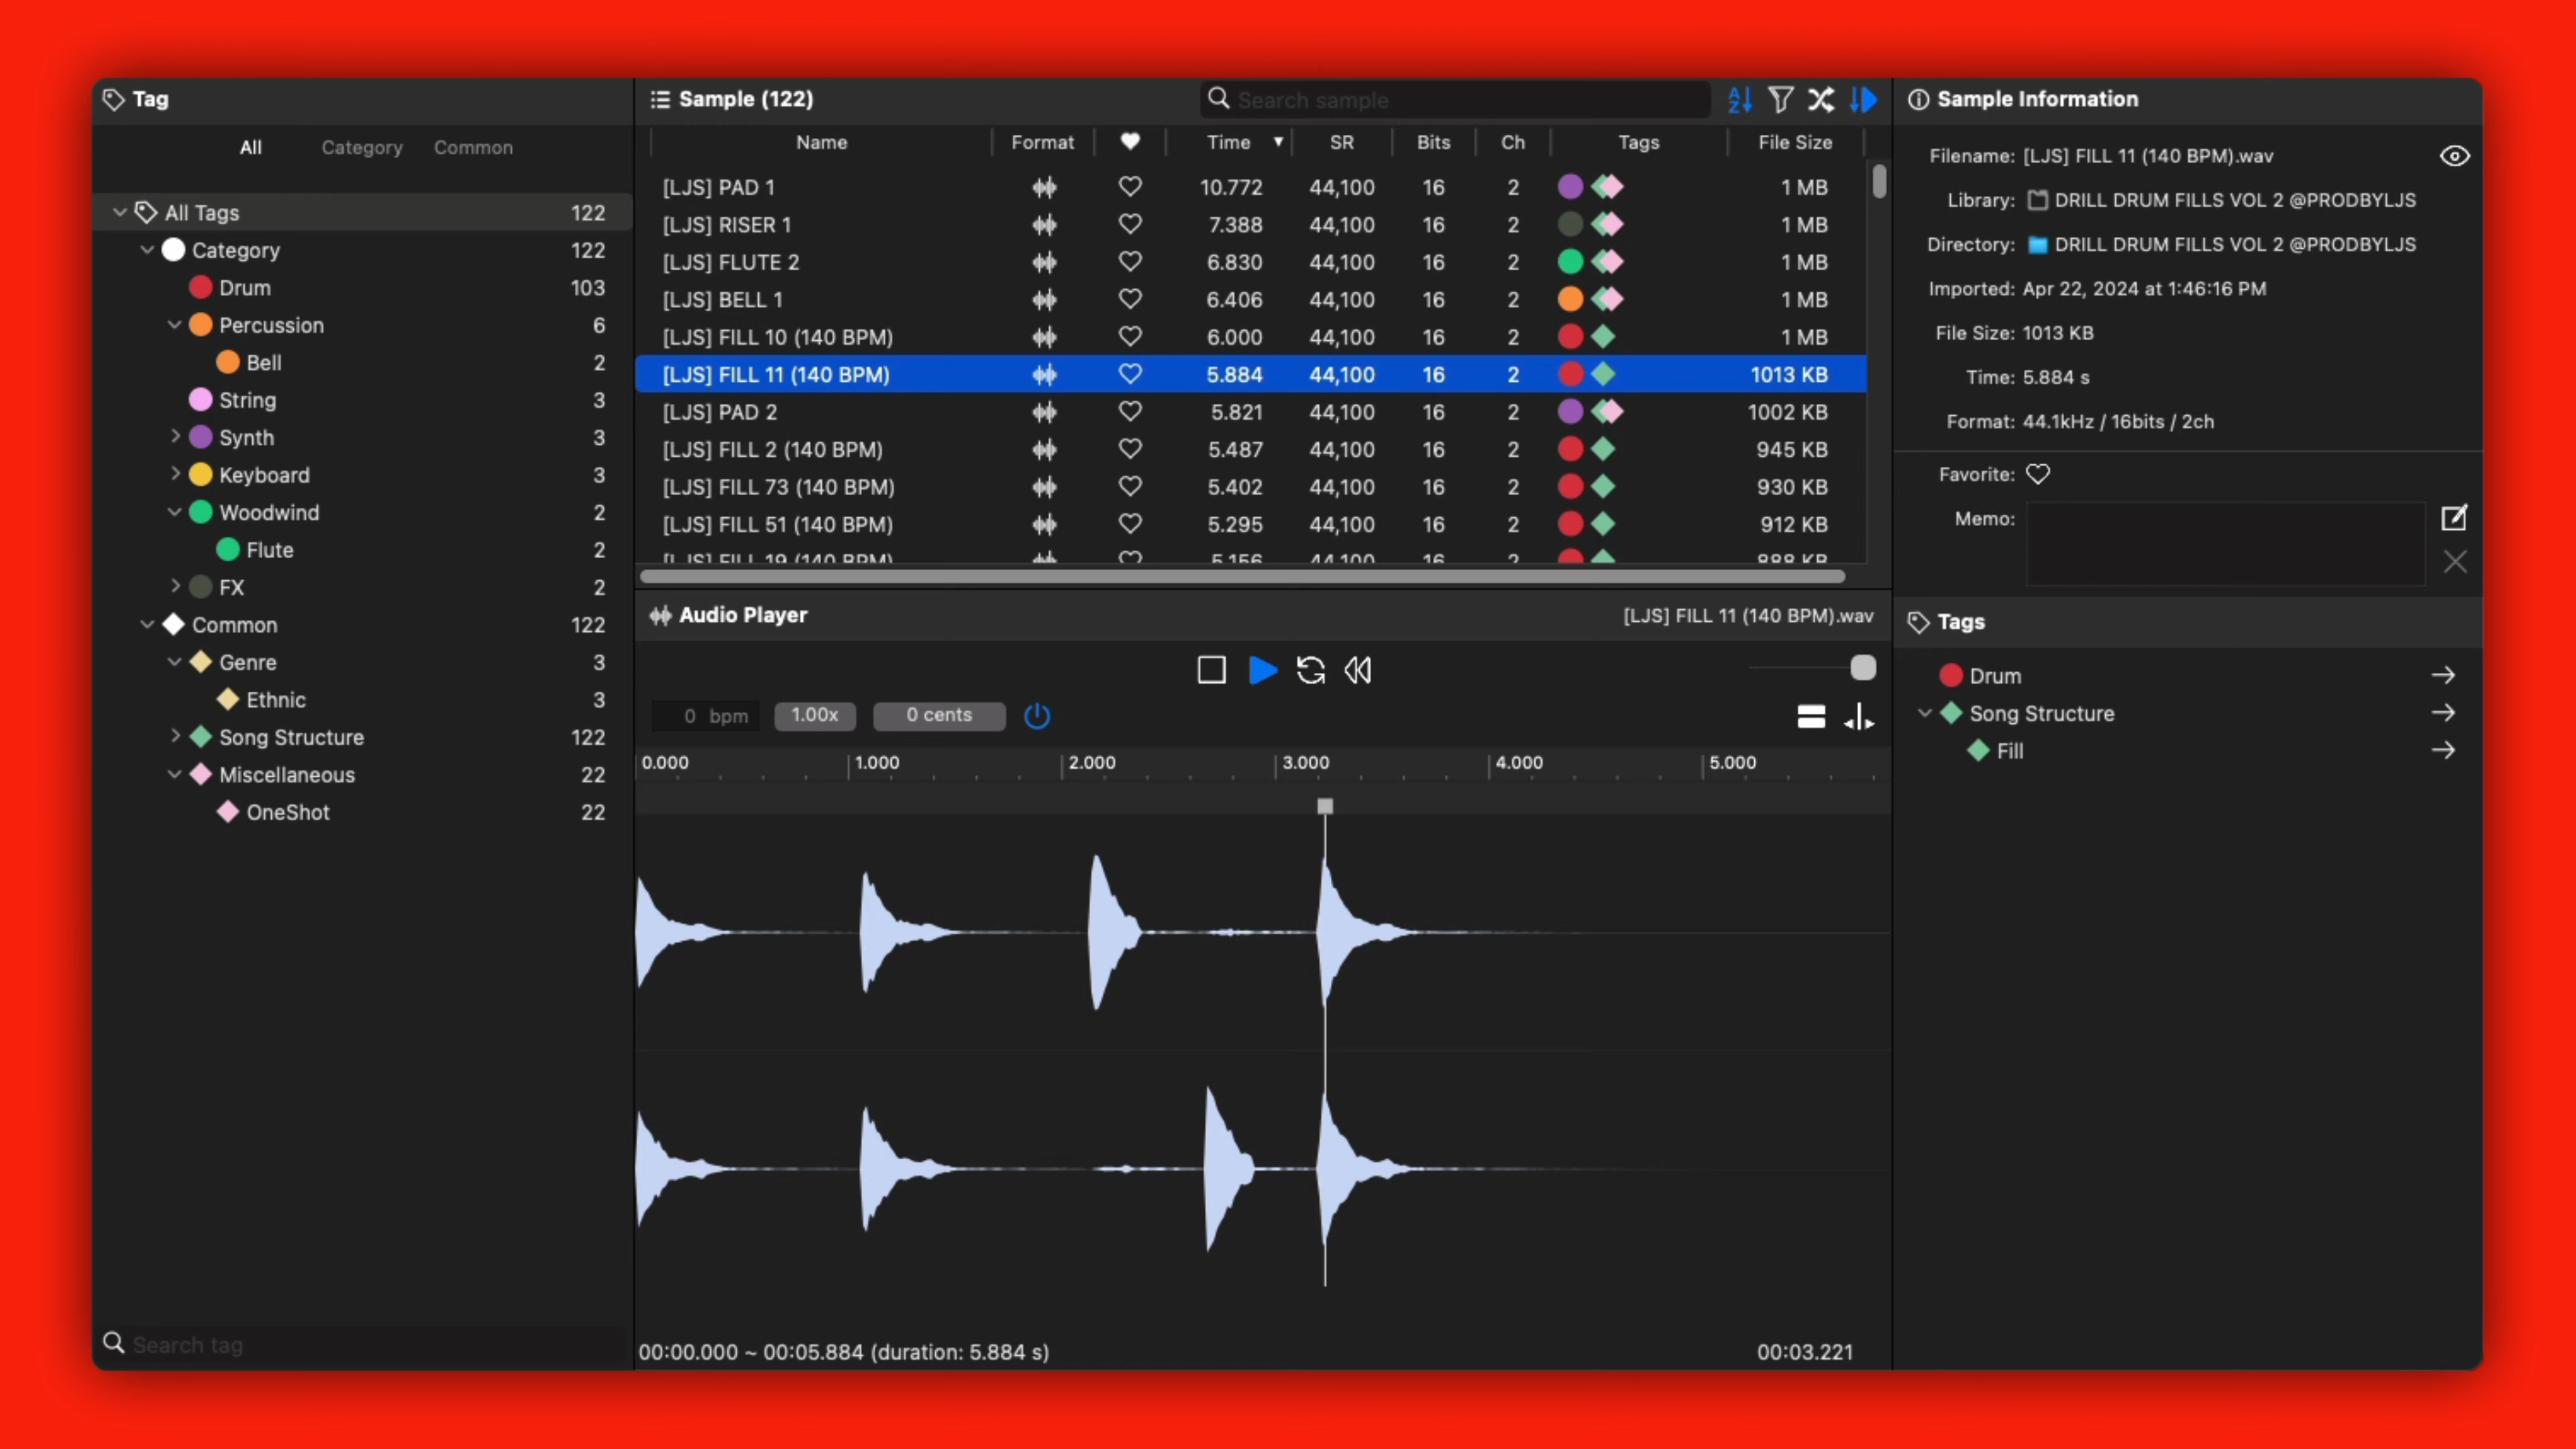 Tag
All Category Common
All Tags 122
Category 122
Drum 103
Percussion 6
Bell 2
String 3
Synth 3
Keyboard 3
Woodwind 2
Flute 2
FX 2
Common 122
Genre 3
Ethnic 3
Song Structure 122
Miscellaneous 22
OneShot 22
Search tag
Sample (122) Search sample
Name Format Time SR Bits Ch Tags File Size
[LJS] PAD 1 10.772 44,100 16 2 1 MB
[LJS] RISER 1 7.388 44,100 16 2 1 MB
[LJS] FLUTE 2 6.830 44,100 16 2 1 MB
[LJS] BELL 1 6.406 44,100 16 2 1 MB
[LJS] FILL 10 (140 BPM) 6.000 44,100 16 2 1 MB
[LJS] FILL 11 (140 BPM) 5.884 44,100 16 2 1013 KB
[LJS] PAD 2 5.821 44,100 16 2 1002 KB
[LJS] FILL 2 (140 BPM) 5.487 44,100 16 2 945 KB
[LJS] FILL 73 (140 BPM) 5.402 44,100 16 2 930 KB
[LJS] FILL 51 (140 BPM) 5.295 44,100 16 2 912 KB
[LJS] FILL 19 (140 BPM) 5.156 44,100 16 2 888 KB
Audio Player [LJS] FILL 11 (140 BPM).wav
0 bpm 1.00x 0 cents
0.000 1.000 2.000 3.000 4.000 5.000
00:00.000 ~ 00:05.884 (duration: 5.884 s) 00:03.221
Sample Information
Filename: [LJS] FILL 11 (140 BPM).wav
Library: DRILL DRUM FILLS VOL 2 @PRODBYLJS
Directory: DRILL DRUM FILLS VOL 2 @PRODBYLJS
Imported: Apr 22, 2024 at 1:46:16 PM
File Size: 1013 KB
Time: 5.884 s
Format: 44.1kHz / 16bits / 2ch
Favorite:
Memo:
Tags
Drum
Song Structure
Fill